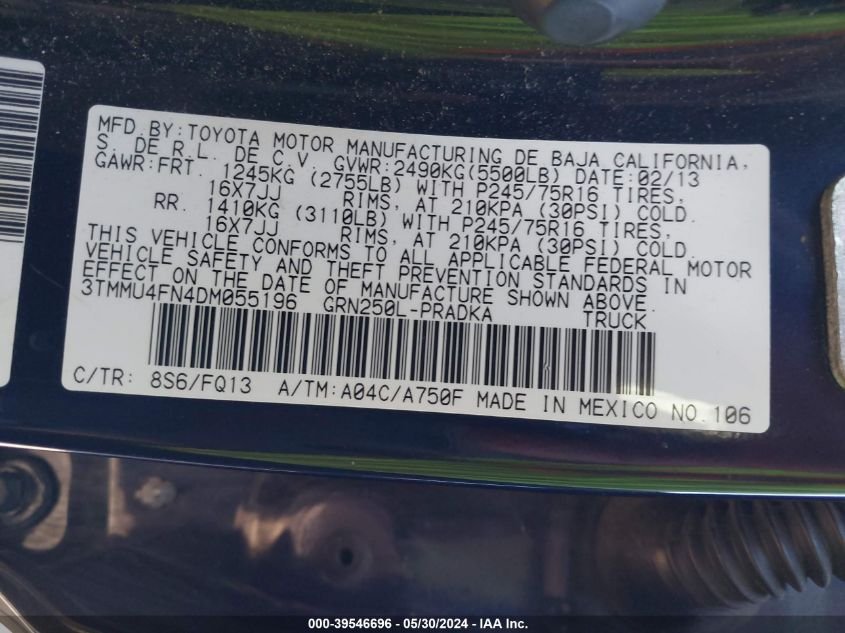 MFD. BY: TOYOTA MOTOR MANUFACTURING DE BAJA CALIFORNIA,
S. DE R.L. DE C.V. GVWR:2490KG(5500LB) DATE:02/13
GAWR:FRT. 1245KG (2755LB) WITH P245/75R16 TIRES,
16X7JJ RIMS, AT 210KPA (30PSI) COLD.
RR. 1410KG (3110LB) WITH P245/75R16 TIRES,
16X7JJ RIMS, AT 210KPA (30PSI) COLD.
THIS VEHICLE CONFORMS TO ALL APPLICABLE FEDERAL MOTOR
VEHICLE SAFETY AND THEFT PREVENTION STANDARDS IN
EFFECT ON THE DATE OF MANUFACTURE SHOWN ABOVE.
3TMMU4FN4DM055196 GRN250L-PRADKA TRUCK
C/TR: 8S6/FQ13 A/TM:A04C/A750F MADE IN MEXICO NO.106
000-39546696 - 05/30/2024 - IAA Inc.